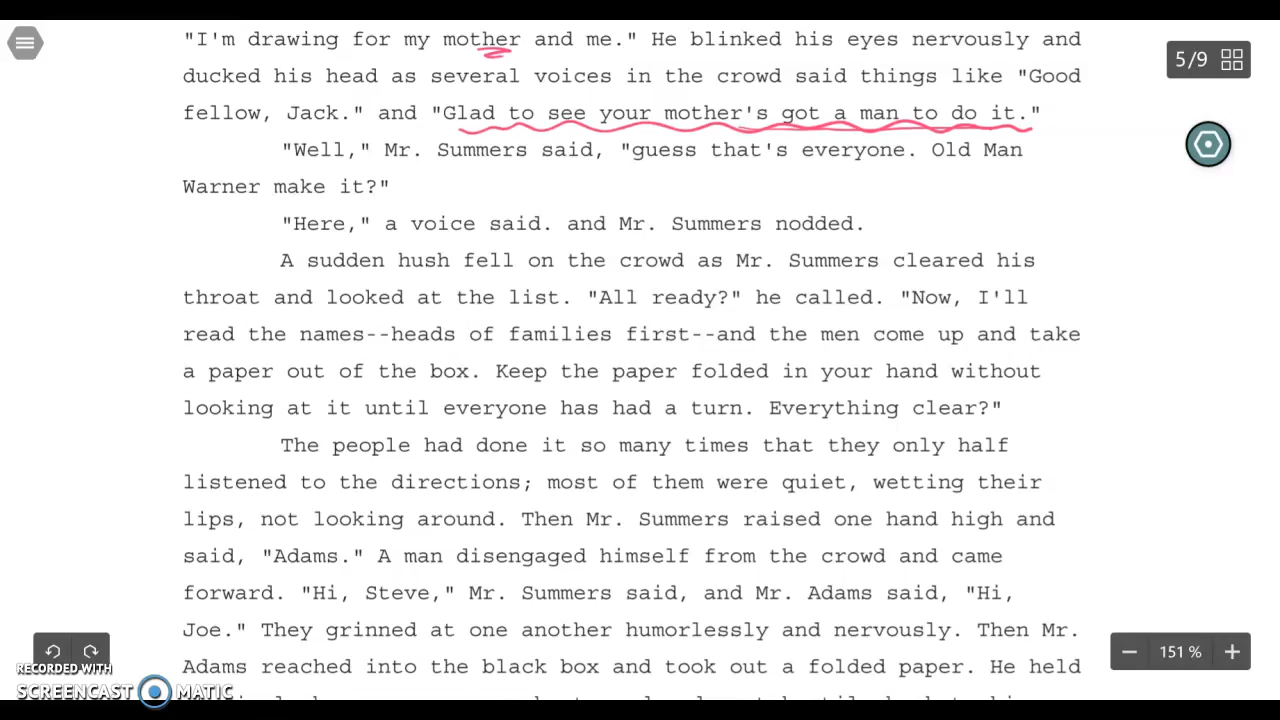 "I'm drawing for my mother and me." He blinked his eyes nervously and
5/9
ducked his head as several voices in the crowd said things like "Good
fellow, Jack." and "Glad to see your mother's got a man to do it."
"Well," Mr. Summers said, "guess that's everyone. Old Man
Warner make it?"
"Here," a voice said. and Mr. Summers nodded.
A sudden hush fell on the crowd as Mr. Summers cleared his
throat and looked at the list. "All ready?" he called. "Now, I'll
read the names--heads of families first--and the men come up and take
a paper out of the box. Keep the paper folded in your hand without
looking at it until everyone has had a turn. Everything clear?"
The people had done it so many times that they only half
listened to the directions; most of them were quiet, wetting their
lips, not looking around. Then Mr. Summers raised one hand high and
said, "Adams." A man disengaged himself from the crowd and came
forward. "Hi, Steve," Mr. Summers said, and Mr. Adams said, "Hi,
Joe." They grinned at one another humorlessly and nervously. Then Mr.
151 %
Adams reached into the black box and took out a folded paper. He held
RECORDED WITH
SCREENCAST MATIC